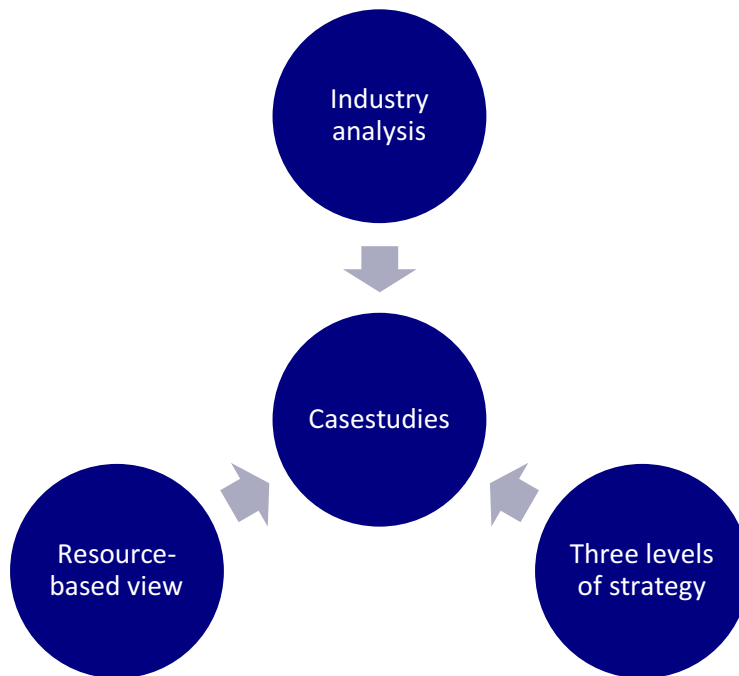 Industry
analysis
Casestudies
Resource-
based view
Three levels
of strategy